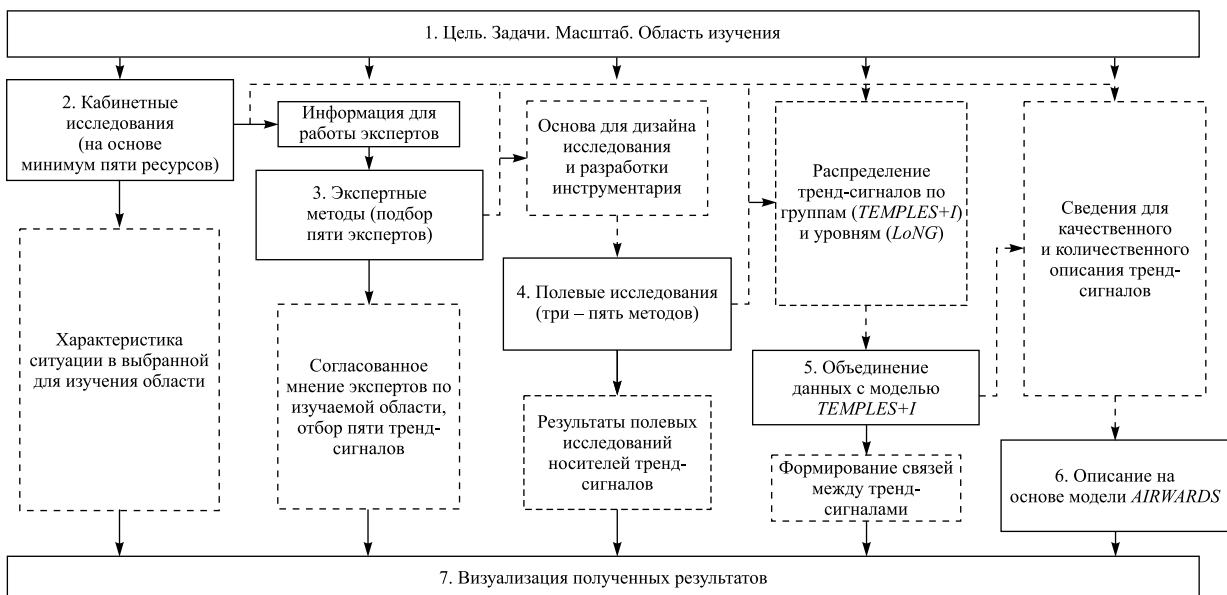 1. Цель. Задачи. Масштаб. Область изучения
2. Кабинетные
исследования
(на основе
минимум пяти ресурсов)
Характеристика
ситуации в выбранной
для изучения области
Информация для
работы экспертов
3. Экспертные
методы (подбор
пяти экспертов)
Согласованное
мнение экспертов по
изучаемой области,
отбор пяти тренд-
сигналов
Основа для дизайна
исследования
и разработки
инструментария
4. Полевые исследования
(три – пять методов)
Результаты полевых
исследований
носителей тренд-
сигналов
Распределение
тренд-сигналов по
группам (TEMPLES+I)
и уровням (LoNG)
5. Объединение
данных с моделью
TEMPLES+I
Формирование связей
между тренд-
сигналами
Сведения для
качественного
и количественного
описания тренд-
сигналов
6. Описание на
основе модели AIRWARDS
7. Визуализация полученных результатов